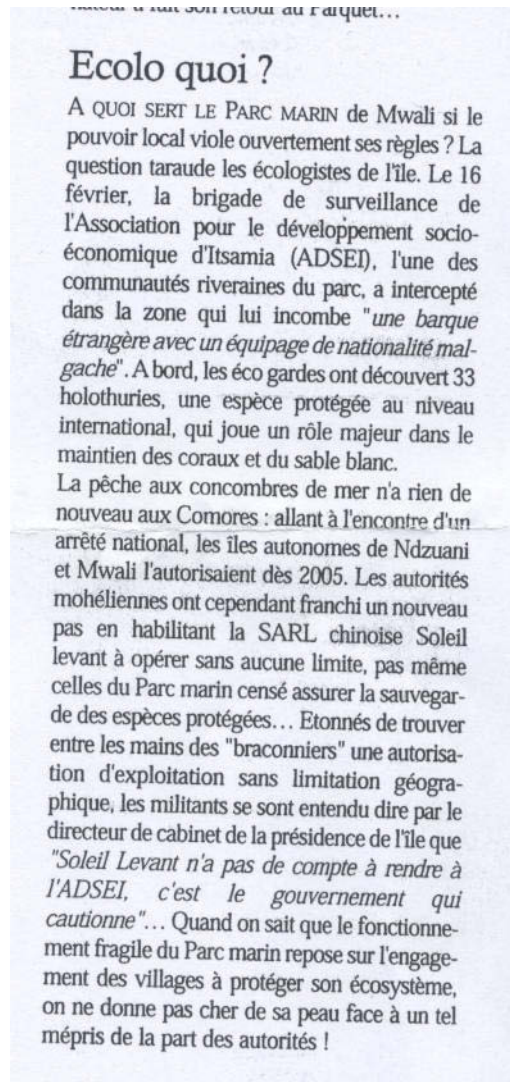 son retour au Parquet...
Ecolo quoi ?
A QUOI SERT LE PARC MARIN de Mwali si le
pouvoir local viole ouvertement ses règles ? La
question taraude les écologistes de l'île. Le 16
février, la brigade de surveillance de
l'Association pour le développement socio-
économique d'Itsamia (ADSEI), l'une des
communautés riveraines du parc, a intercepté
dans la zone qui lui incombe "une barque
étrangère avec un équipage de nationalité mal-
gache". A bord, les éco gardes ont découvert 33
holothuries, une espèce protégée au niveau
international, qui joue un rôle majeur dans le
maintien des coraux et du sable blanc.
La pêche aux concombres de mer n'a rien de
nouveau aux Comores : allant à l'encontre d'un
arrêté national, les îles autonomes de Ndzuani
et Mwali l'autorisaient dès 2005. Les autorités
mohéliennes ont cependant franchi un nouveau
pas en habilitant la SARL chinoise Soleil
levant à opérer sans aucune limite, pas même
celles du Parc marin censé assurer la sauvegar-
de des espèces protégées... Etonnés de trouver
entre les mains des "braconniers" une autorisa-
tion d'exploitation sans limitation géogra-
phique, les militants se sont entendu dire par le
directeur de cabinet de la présidence de l'île que
"Soleil Levant n'a pas de compte à rendre à
l'ADSEI, c'est le gouvernement qui
cautionne"... Quand on sait que le fonctionne-
ment fragile du Parc marin repose sur l'engage-
ment des villages à protéger son écosystème,
on ne donne pas cher de sa peau face à un tel
mépris de la part des autorités !